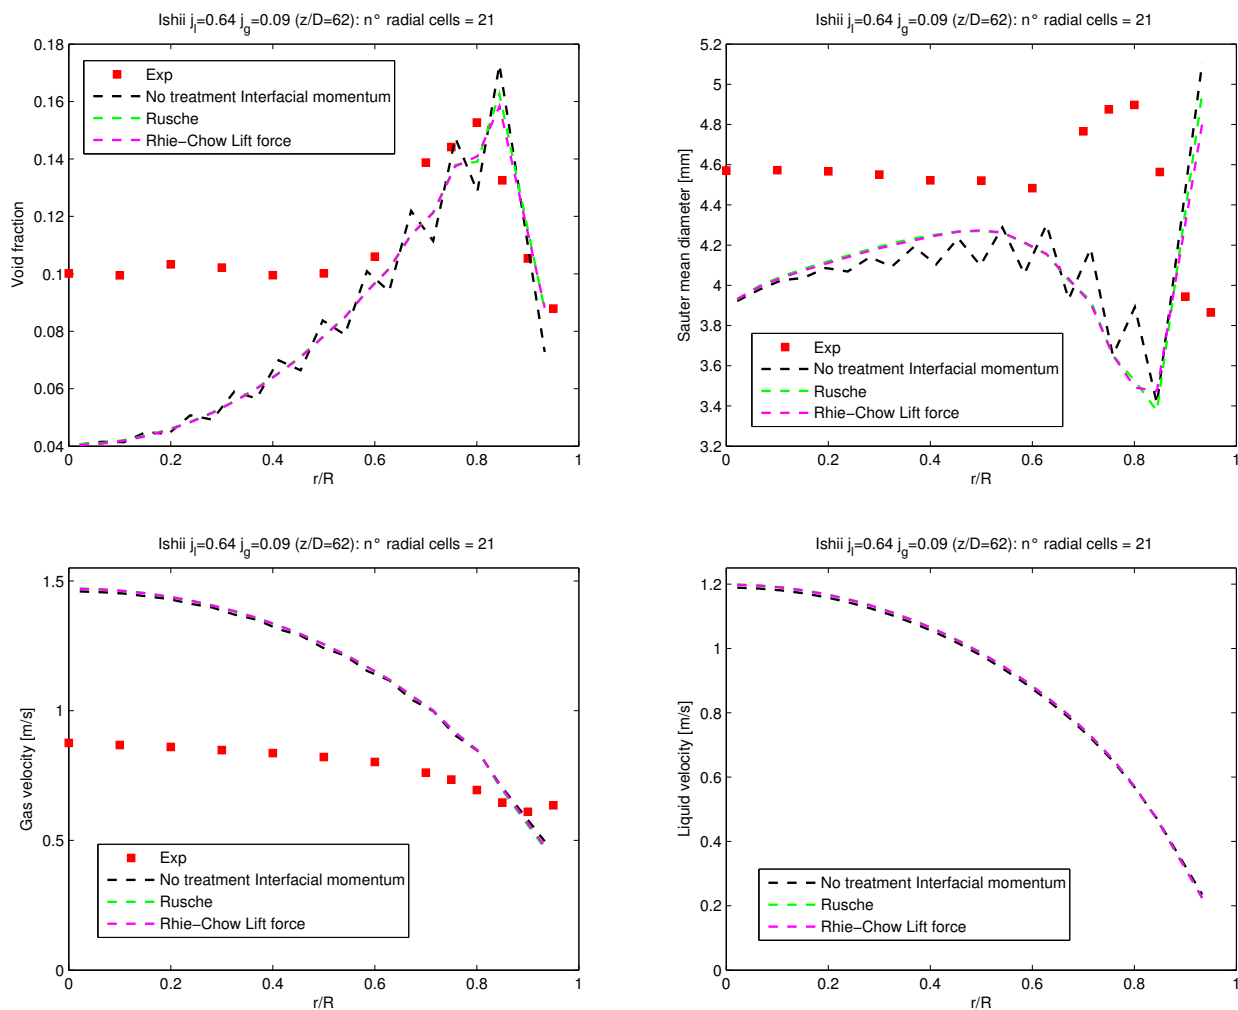 Ishii j_l=0.64 j_g=0.09 (z/D=62): n° radial cells = 21
0.18
0.16
0.14
0.12
0.1
0.08
0.06
0.04
Void fraction
Exp
No treatment Interfacial momentum
Rusche
Rhie−Chow Lift force
0 0.2 0.4 0.6 0.8 1
r/R
Ishii j_l=0.64 j_g=0.09 (z/D=62): n° radial cells = 21
5.2
5
4.8
4.6
4.4
4.2
4
3.8
3.6
3.4
3.2
Sauter mean diameter [mm]
Exp
No treatment Interfacial momentum
Rusche
Rhie−Chow Lift force
0 0.2 0.4 0.6 0.8 1
r/R
Ishii j_l=0.64 j_g=0.09 (z/D=62): n° radial cells = 21
1.5
1
0.5
0
Gas velocity [m/s]
Exp
No treatment Interfacial momentum
Rusche
Rhie−Chow Lift force
0 0.2 0.4 0.6 0.8 1
r/R
Ishii j_l=0.64 j_g=0.09 (z/D=62): n° radial cells = 21
1.2
1
0.8
0.6
0.4
0.2
0
Liquid velocity [m/s]
No treatment Interfacial momentum
Rusche
Rhie−Chow Lift force
0 0.2 0.4 0.6 0.8 1
r/R